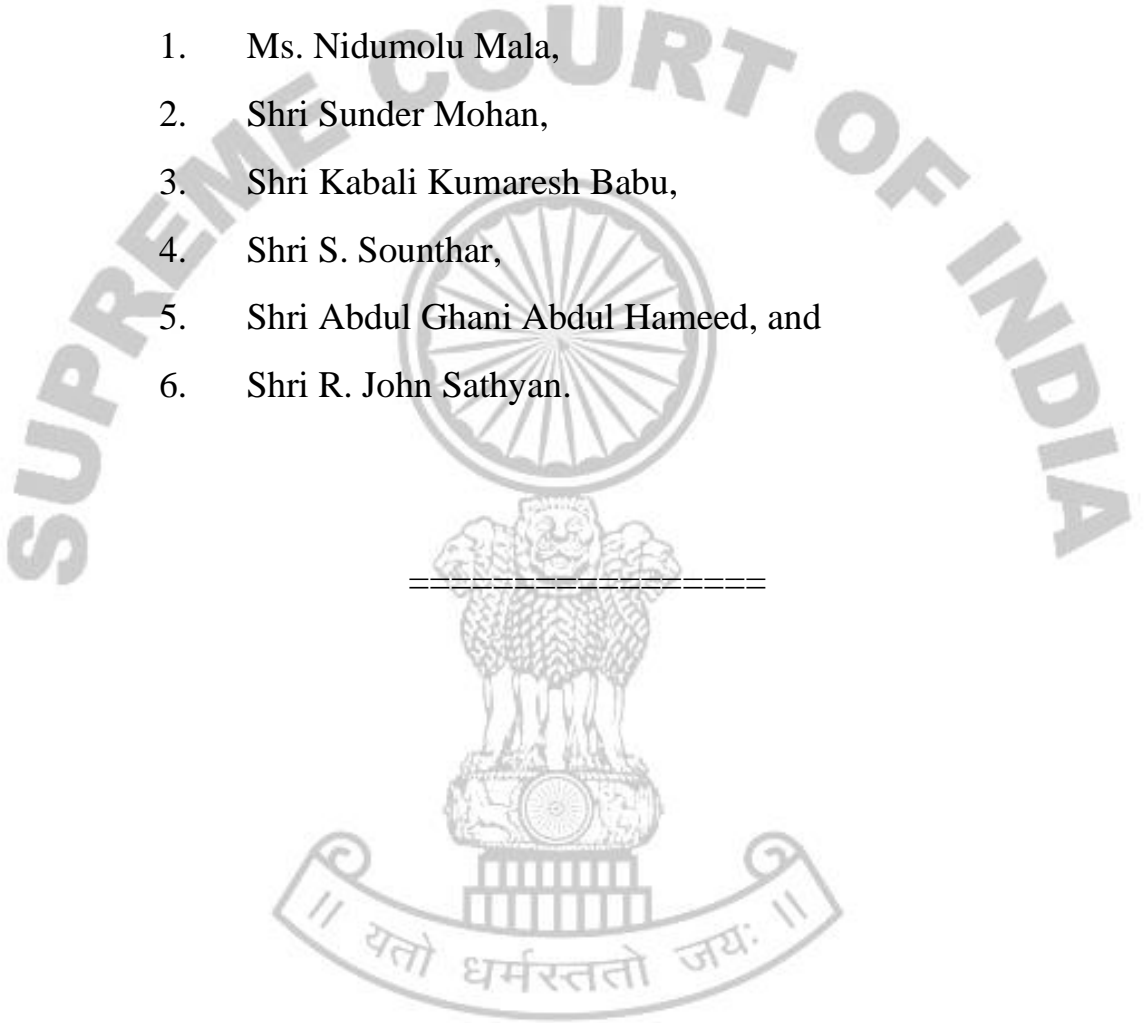 1. Ms. Nidumolu Mala,
2. Shri Sunder Mohan,
3. Shri Kabali Kumaresh Babu,
4. Shri S. Sounthar,
5. Shri Abdul Ghani Abdul Hameed, and
6. Shri R. John Sathyan.
=================
SUPREME COURT OF INDIA
॥ यतो धर्मस्ततो जयः ॥